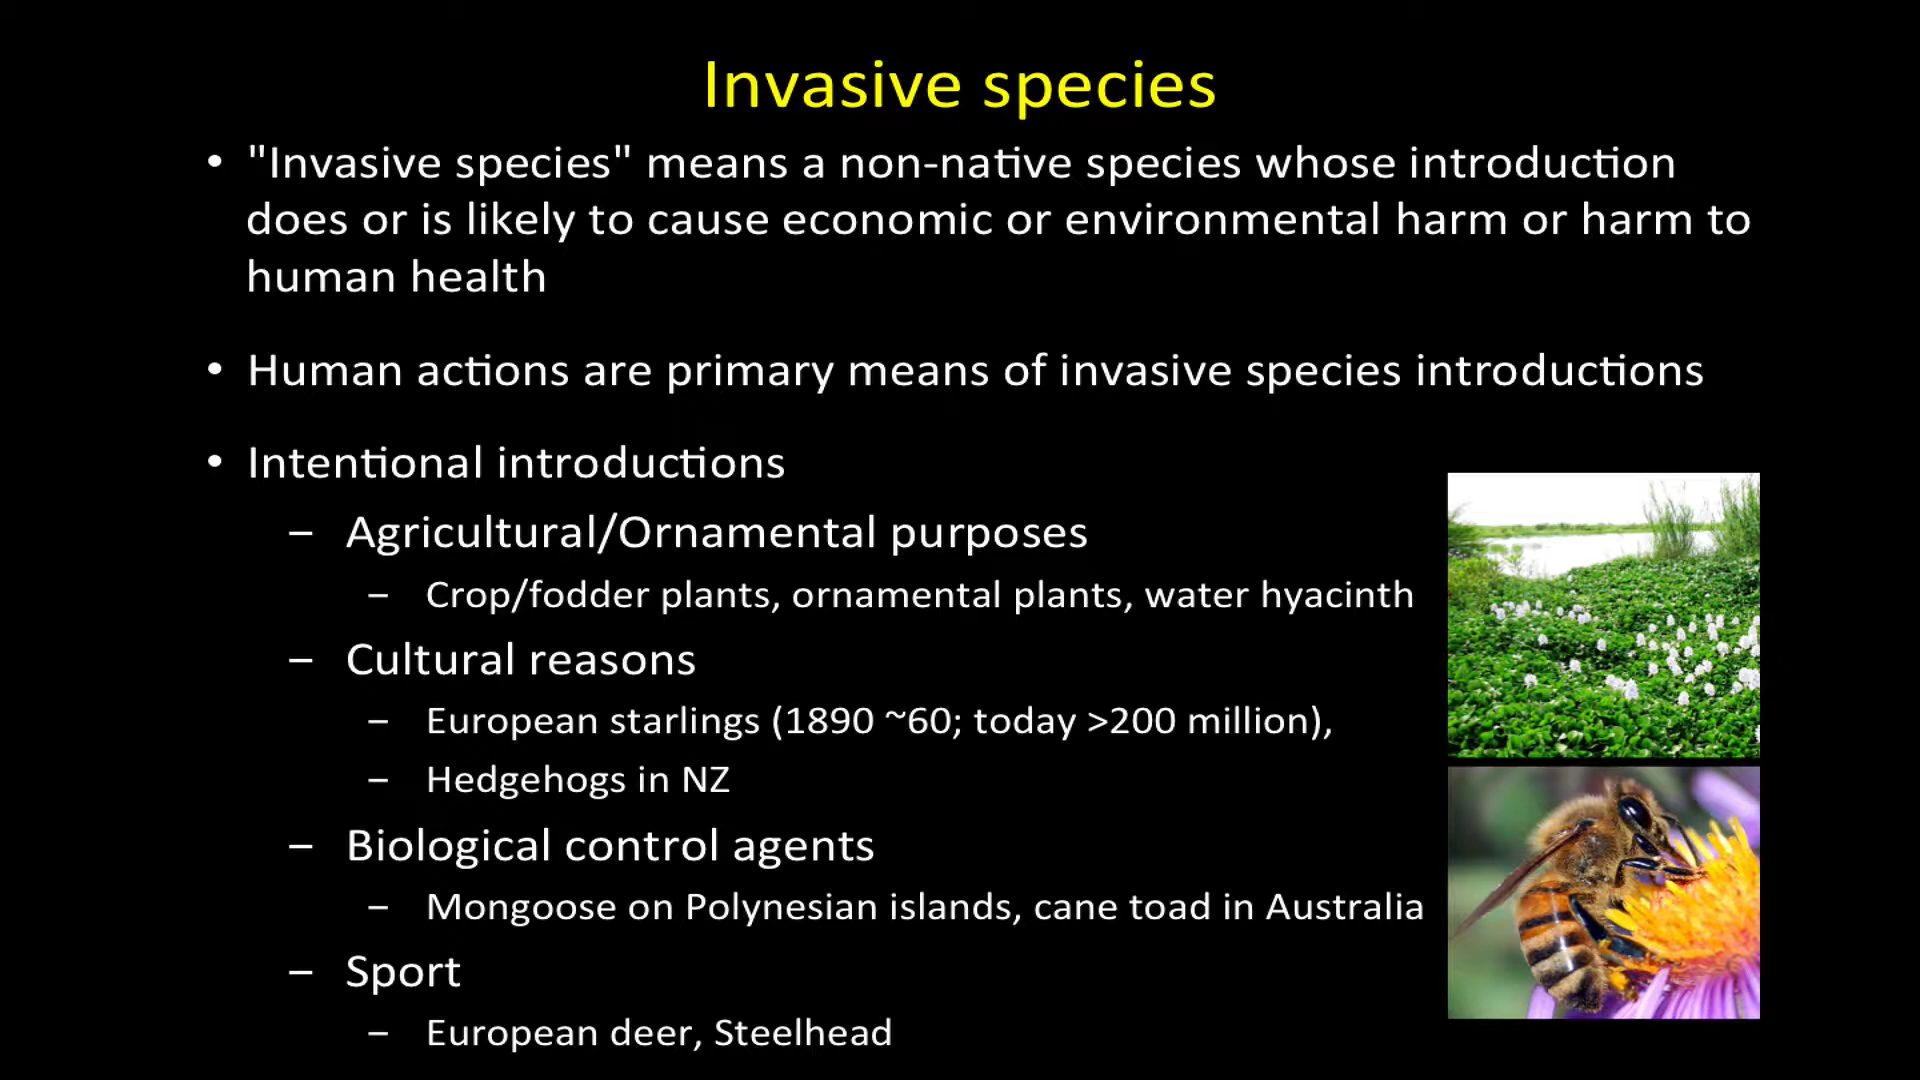 Invasive species
• "Invasive species" means a non-native species whose introduction
does or is likely to cause economic or environmental harm or harm to
human health
• Human actions are primary means of invasive species introductions
• Intentional introductions
– Agricultural/Ornamental purposes
– Crop/fodder plants, ornamental plants, water hyacinth
– Cultural reasons
– European starlings (1890 ~60; today >200 million),
– Hedgehogs in NZ
– Biological control agents
– Mongoose on Polynesian islands, cane toad in Australia
– Sport
– European deer, Steelhead